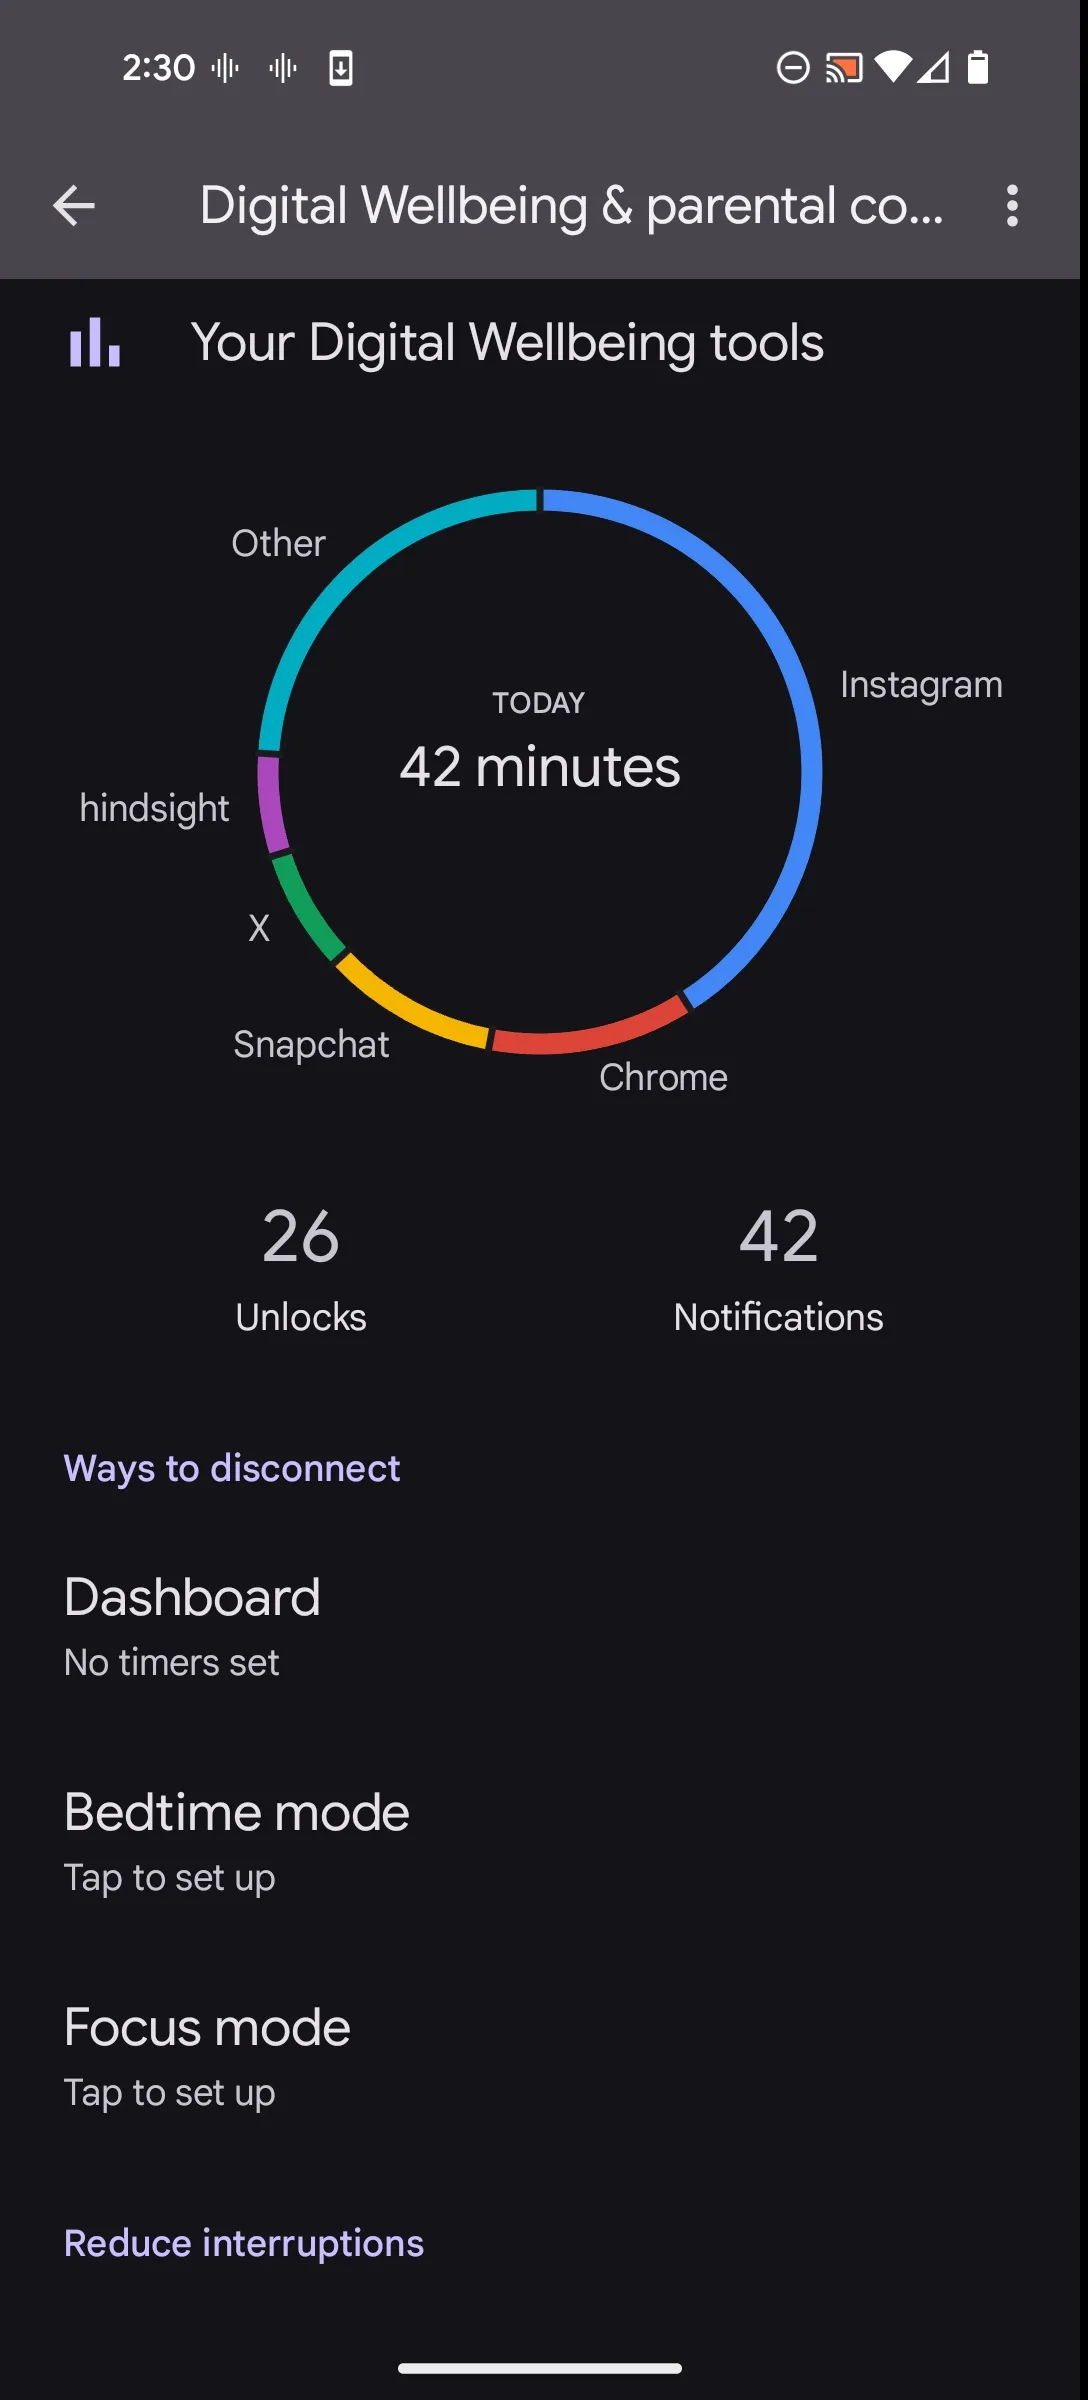 2:30
Digital Wellbeing & parental co...
Your Digital Wellbeing tools
Other
Instagram
TODAY
42 minutes
hindsight
X
Snapchat
Chrome
26
Unlocks
42
Notifications
Ways to disconnect
Dashboard
No timers set
Bedtime mode
Tap to set up
Focus mode
Tap to set up
Reduce interruptions